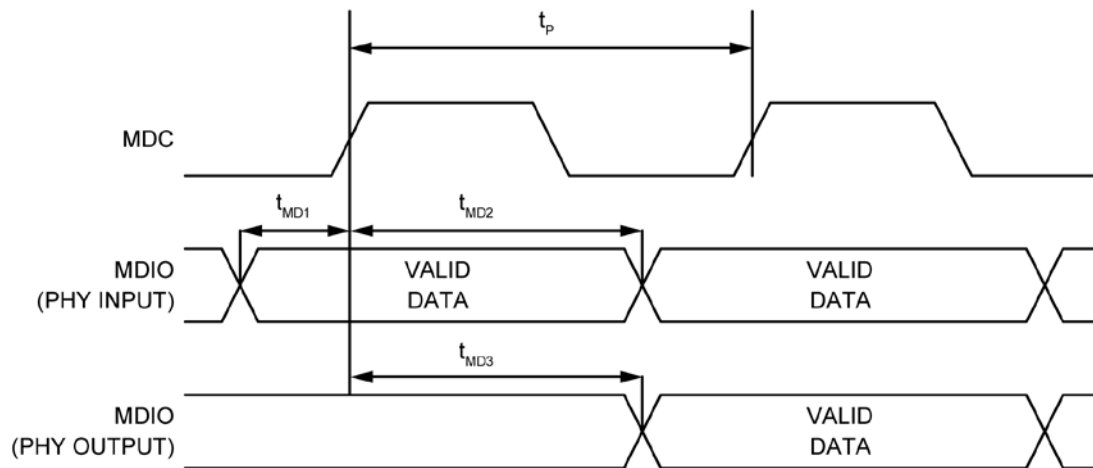 tP
MDC
tMD1
tMD2
MDIO
(PHY INPUT)
VALID
DATA
VALID
DATA
tMD3
MDIO
(PHY OUTPUT)
VALID
DATA